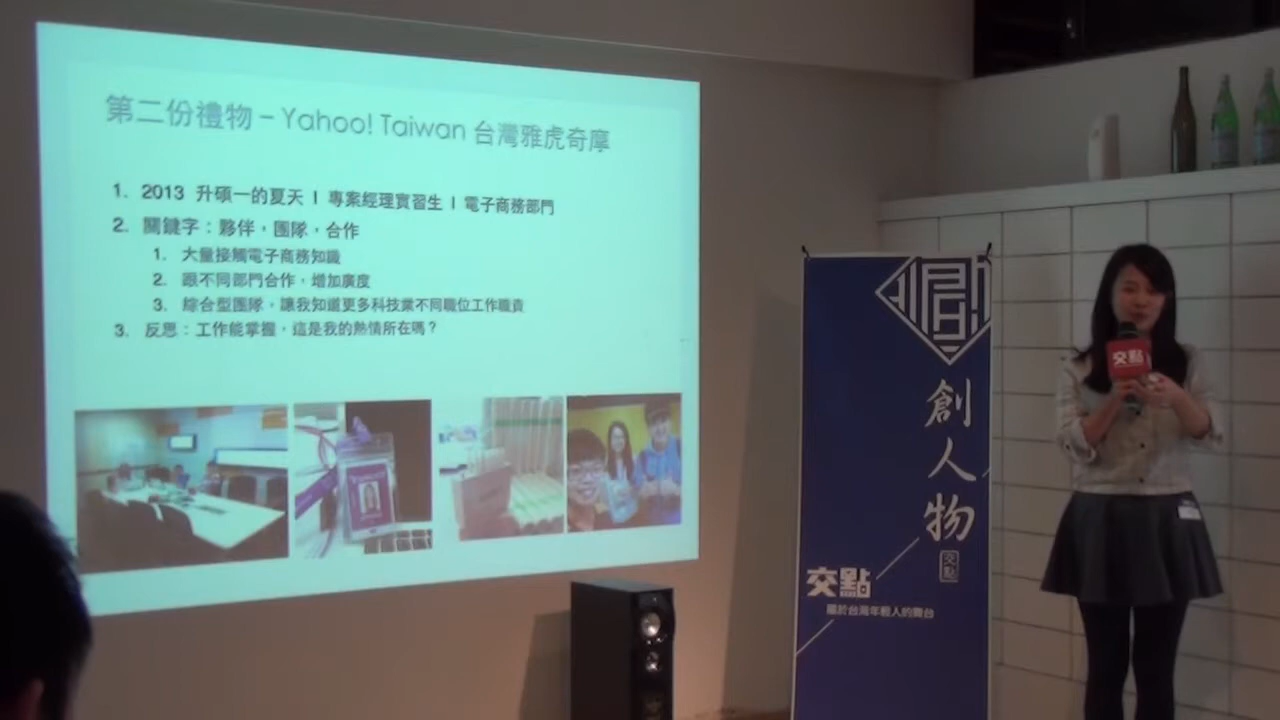 第二份禮物 – Yahoo! Taiwan 台灣雅虎奇摩
1. 2013 升碩一的夏天 I 專案經理實習生 I 電子商務部門
2. 關鍵字：夥伴，團隊，合作
1. 大量接觸電子商務知識
2. 跟不同部門合作，增加廣度
3. 綜合型團隊，讓我知道更多科技業不同職位工作職責
3. 反思：工作能掌握，這是我的熱情所在嗎？
創
創人物
交點
交點
屬於台灣年輕人的舞台
交點